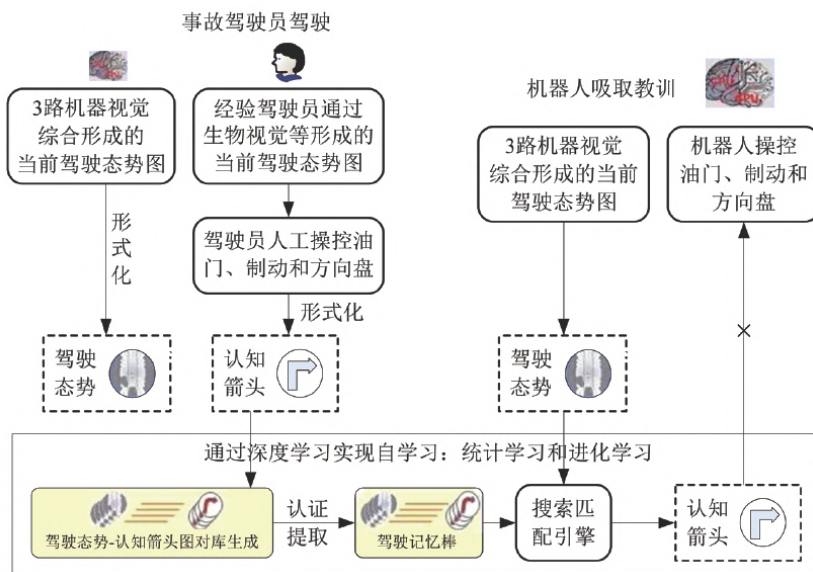 事故驾驶员驾驶
3路机器视觉
综合形成的
当前驾驶态势图
经验驾驶员通过
生物视觉等形成的
当前驾驶态势图
形
式
化
驾驶员人工操控油
门、制动和方向盘
形式化
驾驶
态势
认知
箭头
机器人吸取教训
3路机器视觉
综合形成的当前
驾驶态势图
机器人操控
油门、制动和
方向盘
驾驶
态势
通过深度学习实现自学习：统计学习和进化学习
驾驶态势-认知箭头图对库生成
认证
提取
驾驶记忆棒
搜索匹
配引擎
认知
箭头